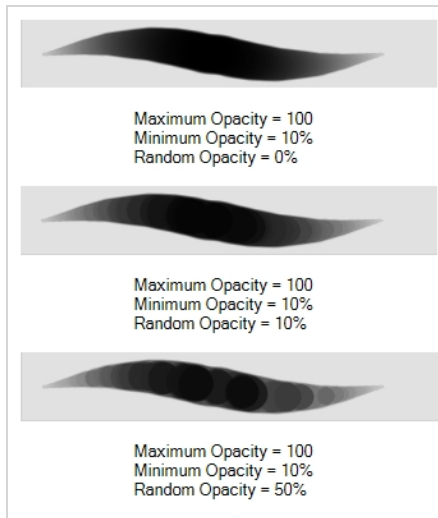 Maximum Opacity = 100
Minimum Opacity = 10%
Random Opacity = 0%
Maximum Opacity = 100
Minimum Opacity = 10%
Random Opacity = 10%
Maximum Opacity = 100
Minimum Opacity = 10%
Random Opacity = 50%